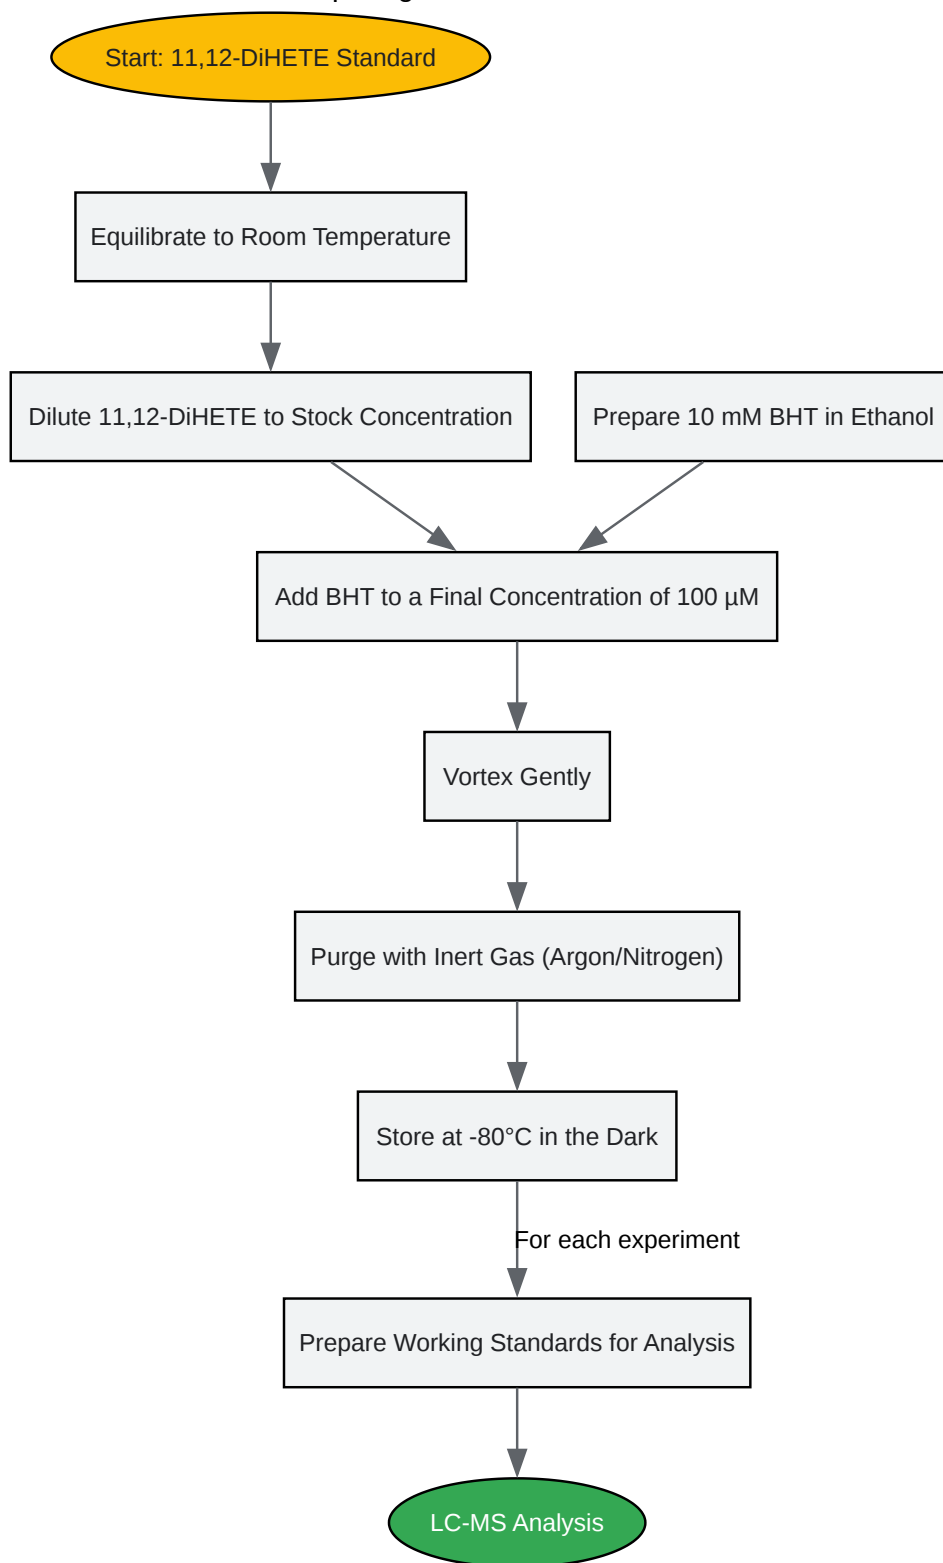 Start: 11,12-DiHETE Standard
Equilibrate to Room Temperature
Dilute 11,12-DiHETE to Stock Concentration
Prepare 10 mM BHT in Ethanol
Add BHT to a Final Concentration of 100 µM
Vortex Gently
Purge with Inert Gas (Argon/Nitrogen)
Store at -80°C in the Dark
For each experiment
Prepare Working Standards for Analysis
LC-MS Analysis